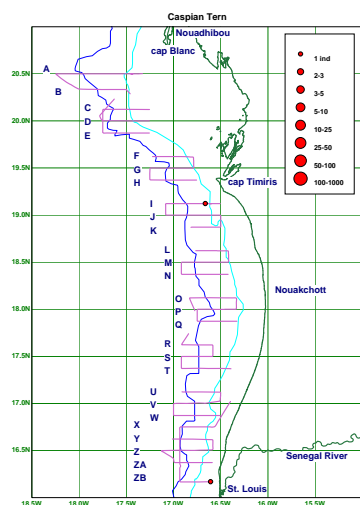 Caspian Tern
Nouadhibou
cap Blanc
20.5N
20.0N
19.5N
19.0N
18.5N
18.0N
17.5N
17.0N
16.5N
18.5W
18.0W
17.5W
17.0W
16.5W
16.0W
15.5W
A
B
C
D
E
F
G
H
I
J
K
L
M
N
O
P
Q
R
S
T
U
V
W
X
Y
Z
ZA
ZB
cap Timiris
Nouakchott
Senegal River
St. Louis
1 ind
2-3
3-5
5-10
10-25
25-50
50-100
100-1000